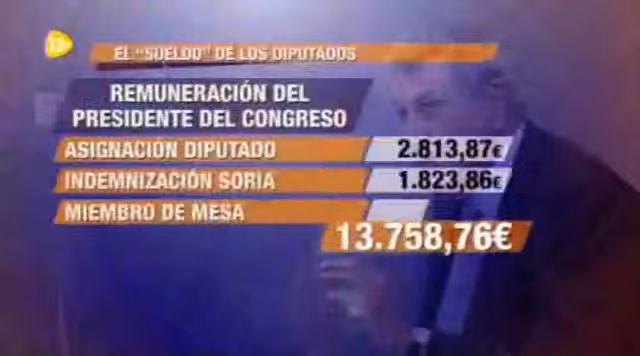 EL "SUELDO" DE LOS DIPUTADOS
REMUNERACIÓN DEL
PRESIDENTE DEL CONGRESO
ASIGNACIÓN DIPUTADO 2.813,87€
INDEMNIZACIÓN SORIA 1.823,86€
MIEMBRO DE MESA
13.758,76€